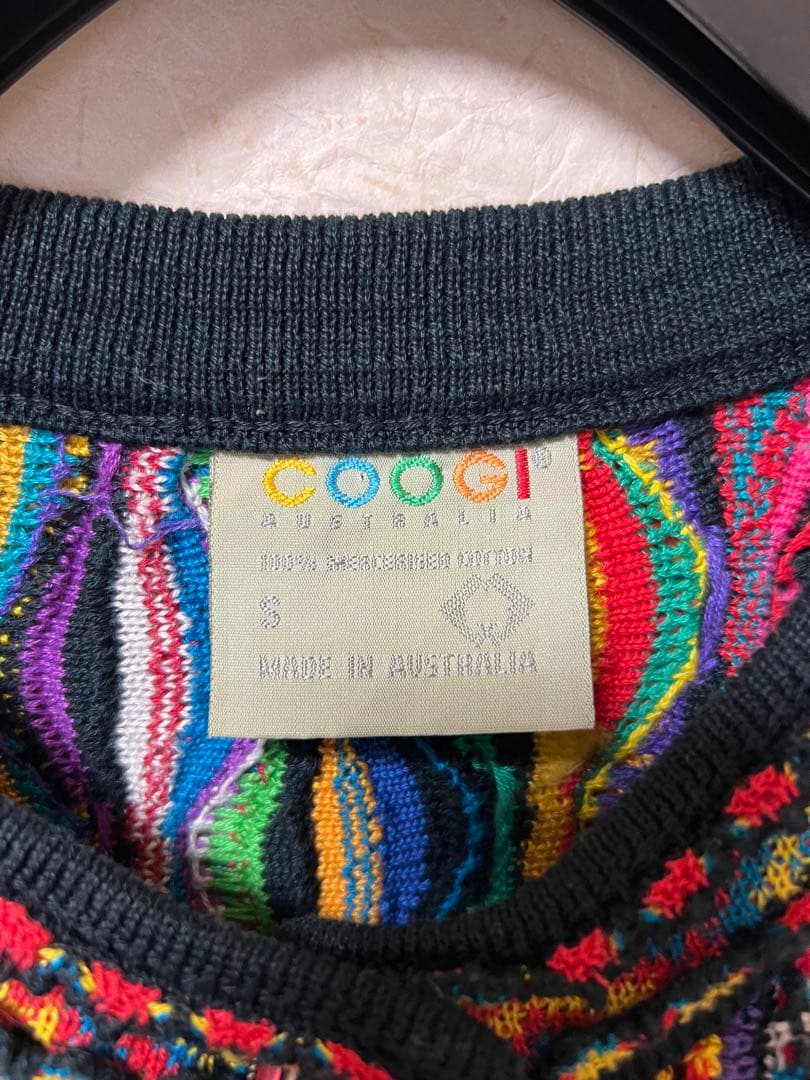 COOGI®
AUSTRALIA
100% MERCERISED COTTON
S
MADE IN AUSTRALIA